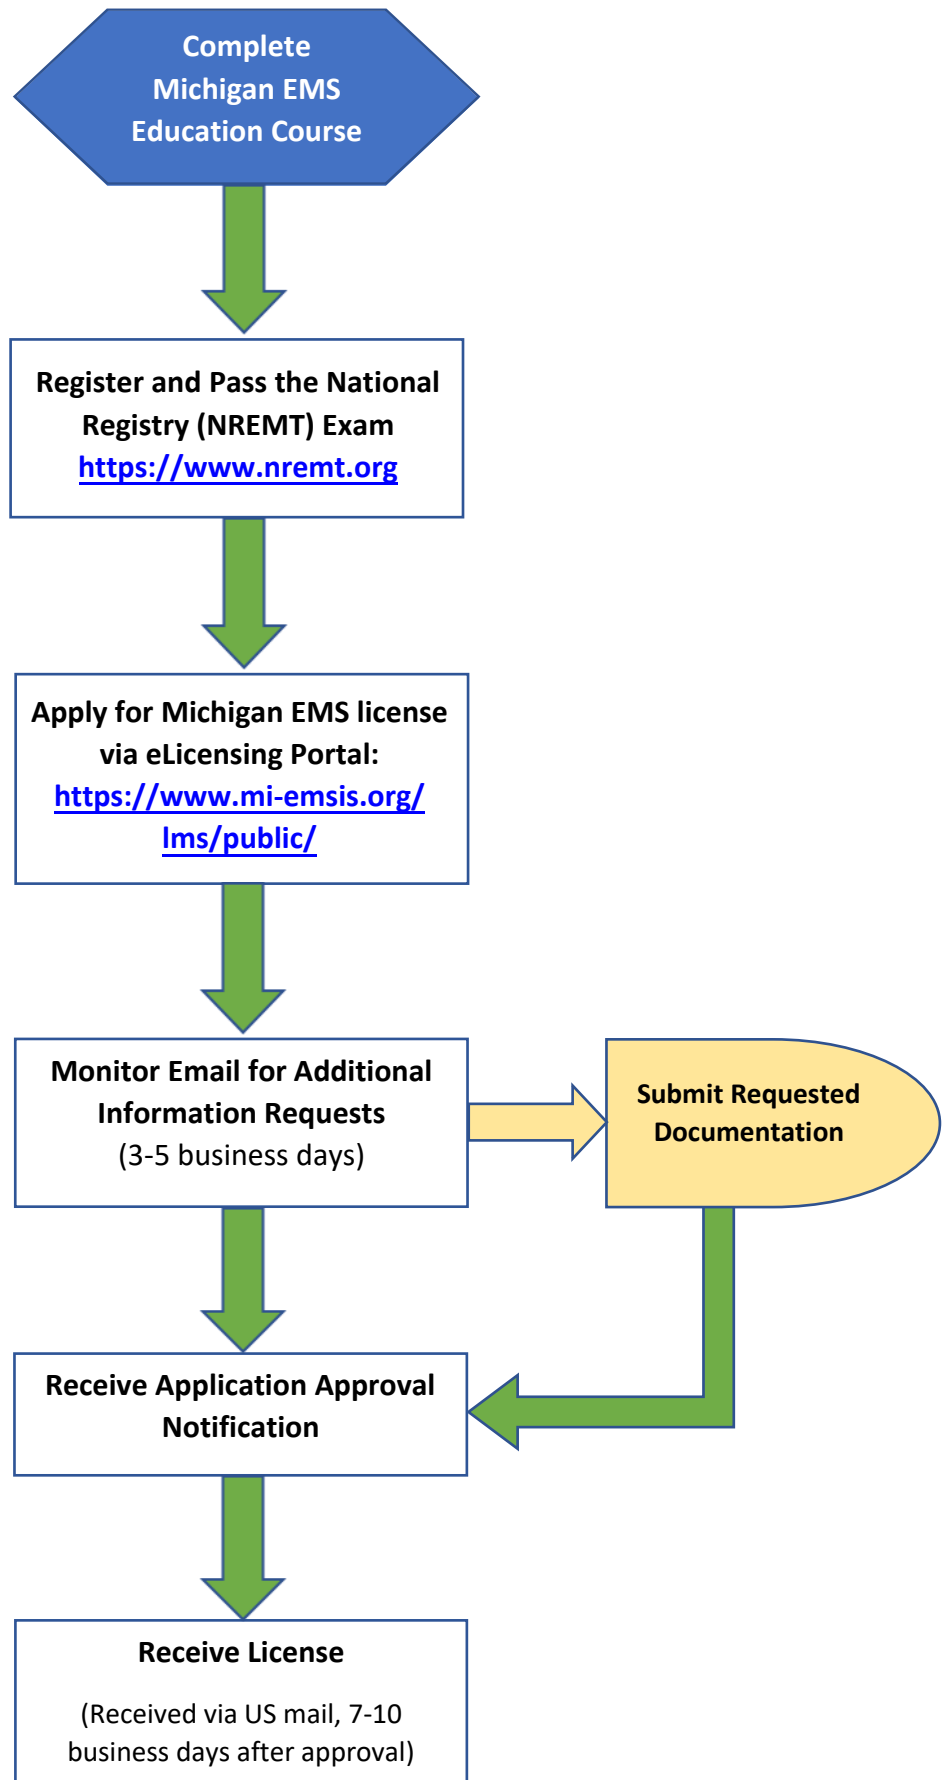 Complete
Michigan EMS
Education Course
Register and Pass the National
Registry (NREMT) Exam
https://www.nremt.org
Apply for Michigan EMS license
via eLicensing Portal:
https://www.mi-emsis.org/
lms/public/
Monitor Email for Additional
Information Requests
(3-5 business days)
Submit Requested
Documentation
Receive Application Approval
Notification
Receive License
(Received via US mail, 7-10
business days after approval)